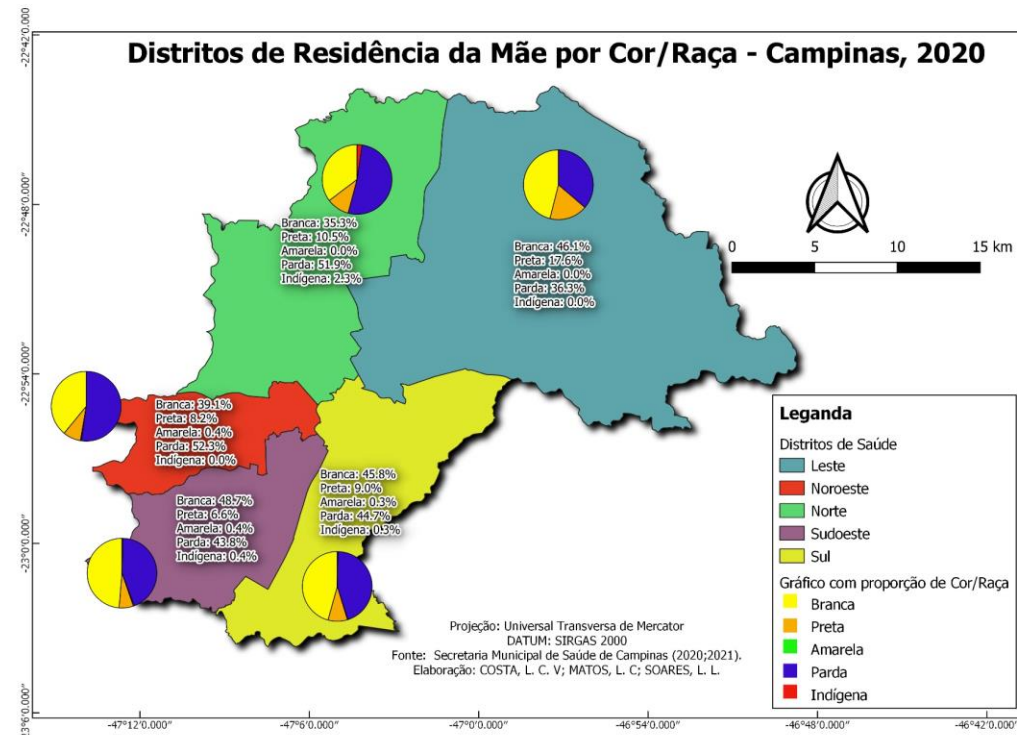 Distritos de Residência da Mãe por Cor/Raça - Campinas, 2020
-22°42'0.000"
-22°48'0.000"
-22°54'0.000"
-23°0'0.000"
23°6'0.000"
Branca: 35.3%
Preta: 10.5%
Amarela: 0.0%
Parda: 51.9%
Indígena: 2.3%
Branca: 46.1%
Preta: 17.6%
Amarela: 0.0%
Parda: 36.3%
Indígena: 0.0%
0 5 10 15 km
Branca: 39.1%
Preta: 8.2%
Amarela: 0.4%
Parda: 52.3%
Indígena: 0.0%
Branca: 45.8%
Preta: 9.0%
Amarela: 0.3%
Parda: 44.7%
Indígena: 0.3%
Branca: 48.7%
Preta: 6.6%
Amarela: 0.4%
Parda: 43.8%
Indígena: 0.4%
Leganda
Distritos de Saúde
Leste
Noroeste
Norte
Sudoeste
Sul
Gráfico com proporção de Cor/Raça
Branca
Preta
Amarela
Parda
Indígena
Projeção: Universal Transversa de Mercator
DATUM: SIRGAS 2000
Fonte: Secretaria Municipal de Saúde de Campinas (2020;2021).
Elaboração: COSTA, L. C. V; MATOS, L. C; SOARES, L. L.
-47°12'0.000" -47°6'0.000" -47°0'0.000" -46°54'0.000" -46°48'0.000" -46°42'0.000"